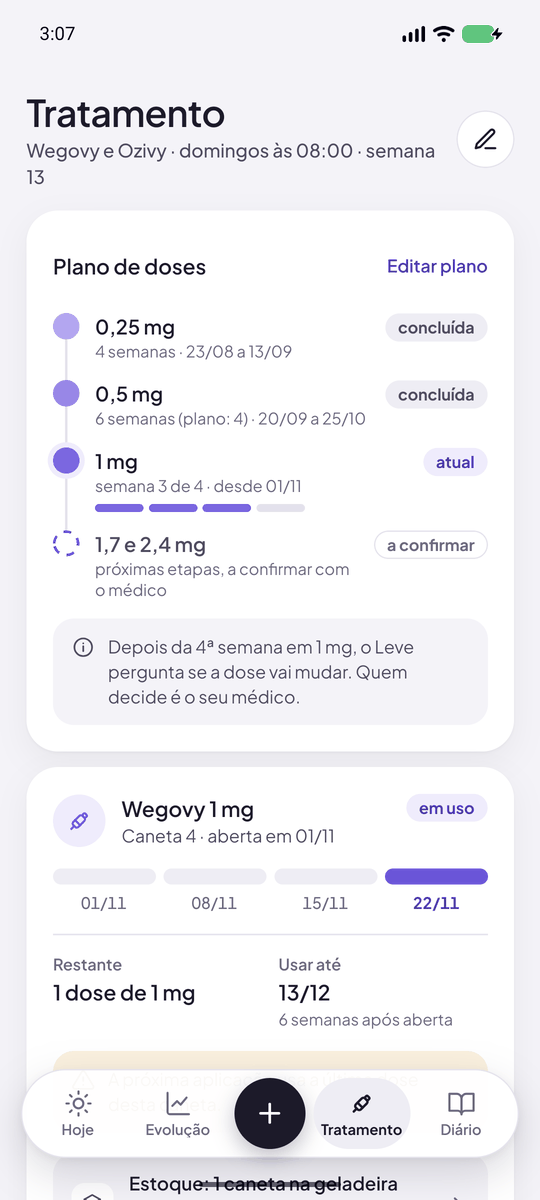 3:07
Tratamento
Wegovy e Ozivy · domingos às 08:00 · semana
13
Plano de doses
Editar plano
0,25 mg
concluída
4 semanas · 23/08 a 13/09
0,5 mg
concluída
6 semanas (plano: 4) · 20/09 a 25/10
1 mg
atual
semana 3 de 4 · desde 01/11
1,7 e 2,4 mg
a confirmar
próximas etapas, a confirmar com
o médico
Depois da 4ª semana em 1 mg, o Leve
pergunta se a dose vai mudar. Quem
decide é o seu médico.
Wegovy 1 mg
em uso
Caneta 4 · aberta em 01/11
01/11
08/11
15/11
22/11
Restante
Usar até
1 dose de 1 mg
13/12
6 semanas após aberta
A próxima aplicação
dose
desta caneta
Hoje
Evolução
Tratamento
Diário
Estoque: 1 caneta na geladeira